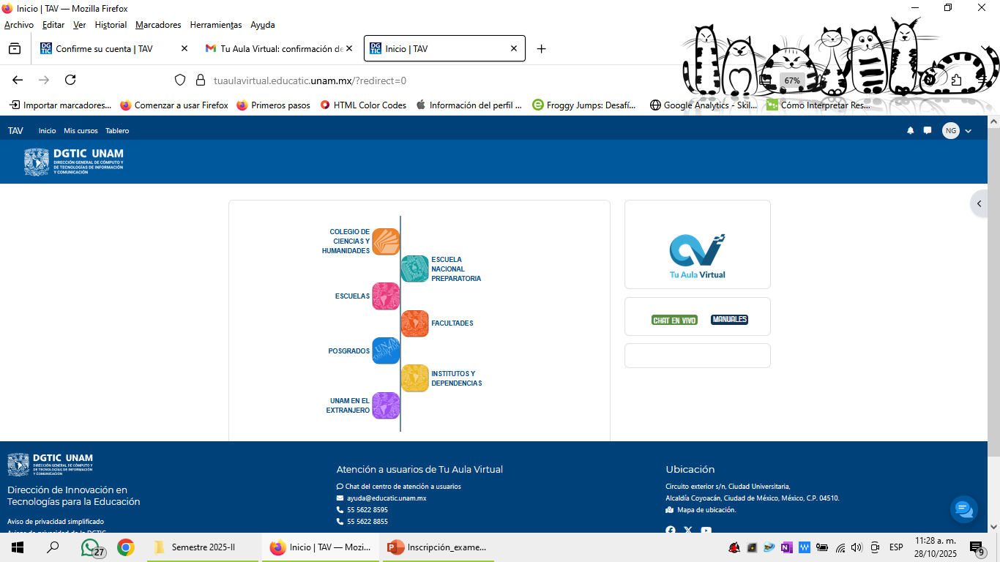 Inicio | TAV — Mozilla Firefox
Archivo Editar Ver Historial Marcadores Herramientas Ayuda
Confirme su cuenta | TAV
Tu Aula Virtual: confirmación de
Inicio | TAV
tuaulavirtual.educatic.unam.mx/?redirect=0
67%
Importar marcadores... Comenzar a usar Firefox Primeros pasos HTML Color Codes Información del perfil ... Froggy Jumps: Desafí... Google Analytics - Skil... Cómo Interpretar Res...
TAV Inicio Mis cursos Tablero
NG
DGTIC UNAM
DIRECCIÓN GENERAL DE CÓMPUTO Y
DE TECNOLOGÍAS DE INFORMACIÓN
Y COMUNICACIÓN
COLEGIO DE
CIENCIAS Y
HUMANIDADES
ESCUELA
NACIONAL
PREPARATORIA
ESCUELAS
FACULTADES
POSGRADOS
INSTITUTOS Y
DEPENDENCIAS
UNAM EN EL
EXTRANJERO
Tu Aula Virtual
CHAT EN VIVO
MANUALES
DGTIC UNAM
DIRECCIÓN GENERAL DE CÓMPUTO Y
DE TECNOLOGÍAS DE INFORMACIÓN
Y COMUNICACIÓN
Dirección de Innovación en
Tecnologías para la Educación
Aviso de privacidad simplificado
Avisos de privacidad de la DGTIC
Atención a usuarios de Tu Aula Virtual
Chat del centro de atención a usuarios
ayuda@educatic.unam.mx
55 5622 8595
55 5622 8855
Ubicación
Circuito exterior s/n, Ciudad Universitaria,
Alcaldía Coyoacán, Ciudad de México, México, C.P. 04510.
Mapa de ubicación.
27
Semestre 2025-II
Inicio | TAV — Mozi...
Inscripción_exame...
ESP
11:28 a. m.
28/10/2025
9